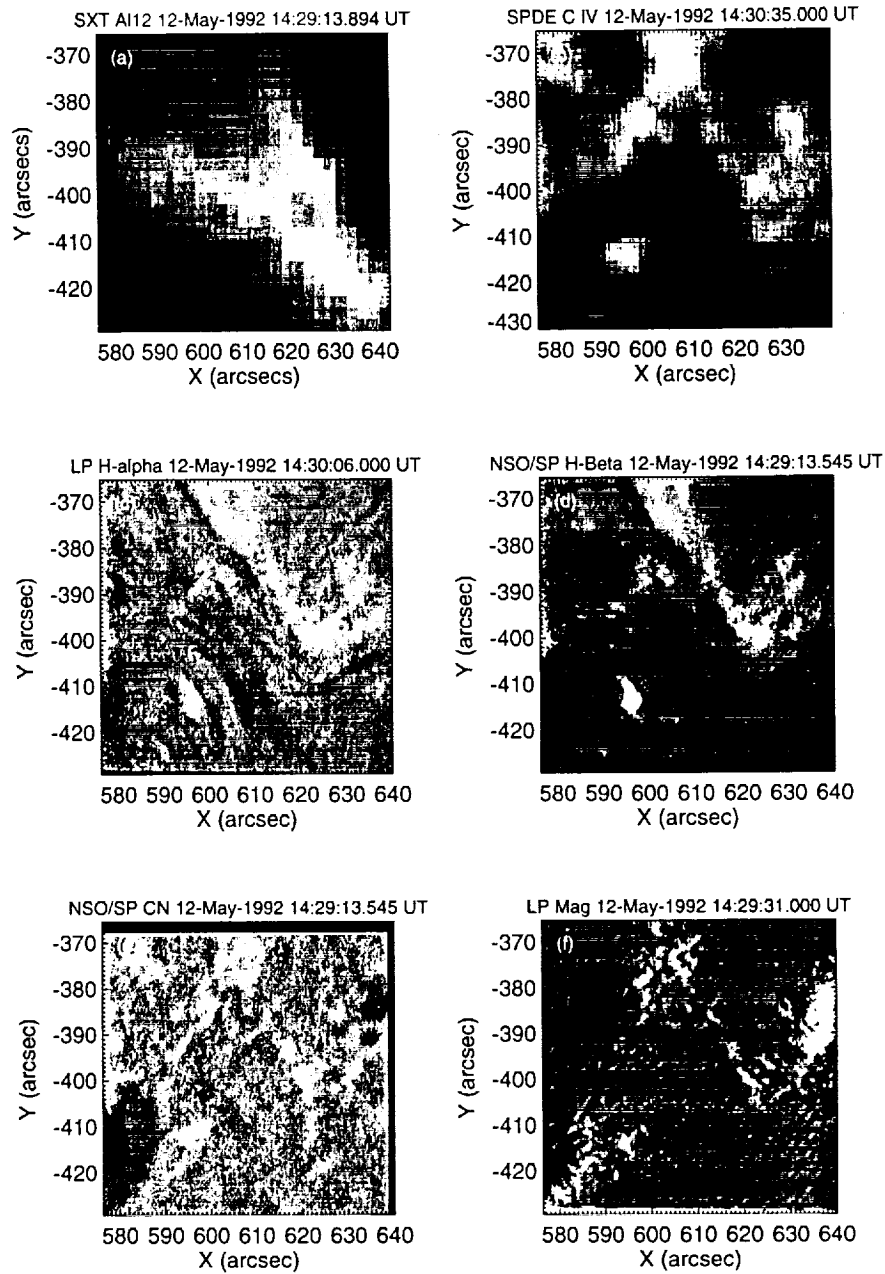 SXT Al12 12-May-1992 14:29:13.894 UT
(a)
-370
-380
-390
-400
-410
-420
Y (arcsecs)
580 590 600 610 620 630 640
X (arcsecs)
SPDE C IV 12-May-1992 14:30:35.000 UT
-370
-380
-390
-400
-410
-420
-430
Y (arcsec)
580 590 600 610 620 630
X (arcsec)
LP H-alpha 12-May-1992 14:30:06.000 UT
-370
-380
-390
-400
-410
-420
Y (arcsec)
580 590 600 610 620 630 640
X (arcsec)
NSO/SP H-Beta 12-May-1992 14:29:13.545 UT
(d)
-370
-380
-390
-400
-410
-420
Y (arcsec)
580 590 600 610 620 630 640
X (arcsec)
NSO/SP CN 12-May-1992 14:29:13.545 UT
-370
-380
-390
-400
-410
-420
Y (arcsec)
580 590 600 610 620 630 640
X (arcsec)
LP Mag 12-May-1992 14:29:31.000 UT
(f)
-370
-380
-390
-400
-410
-420
Y (arcsec)
580 590 600 610 620 630 640
X (arcsec)